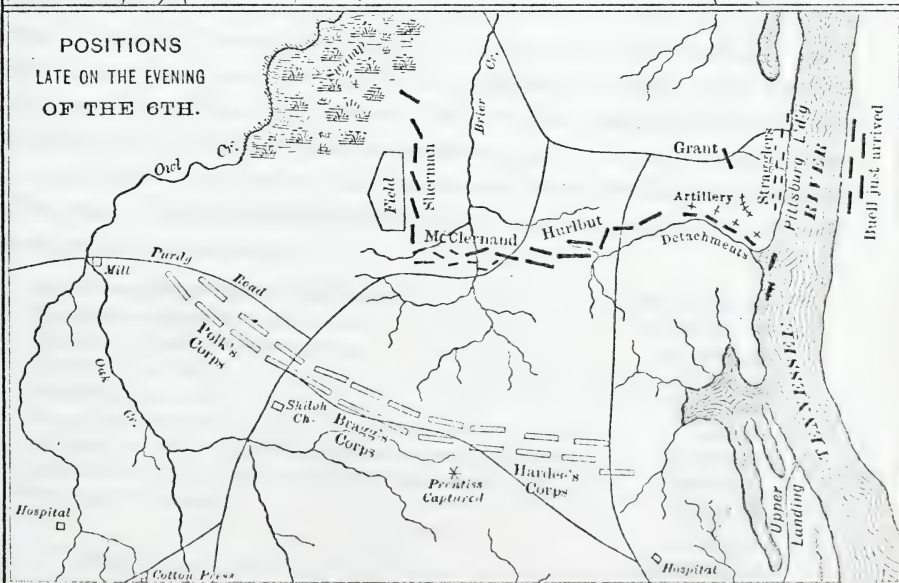 POSITIONS
LATE ON THE EVENING
OF THE 6TH.
Swamp
Owl
Cr.
Brier
Cr.
Field
Sherman
Grant
Stragglers
Pittsburg L'd'g
Buell just arrived
Artillery
McClernand
Hurlbut
Detachments
TENNESSEE RIVER
Purdy
Road
Mill
Polk's
Corps
Oak
Cr.
Shiloh
Ch.
Bragg's
Corps
Prentiss
Captured
Hardee's
Corps
Upper
Landing
Hospital
Hospital
Cotton Press